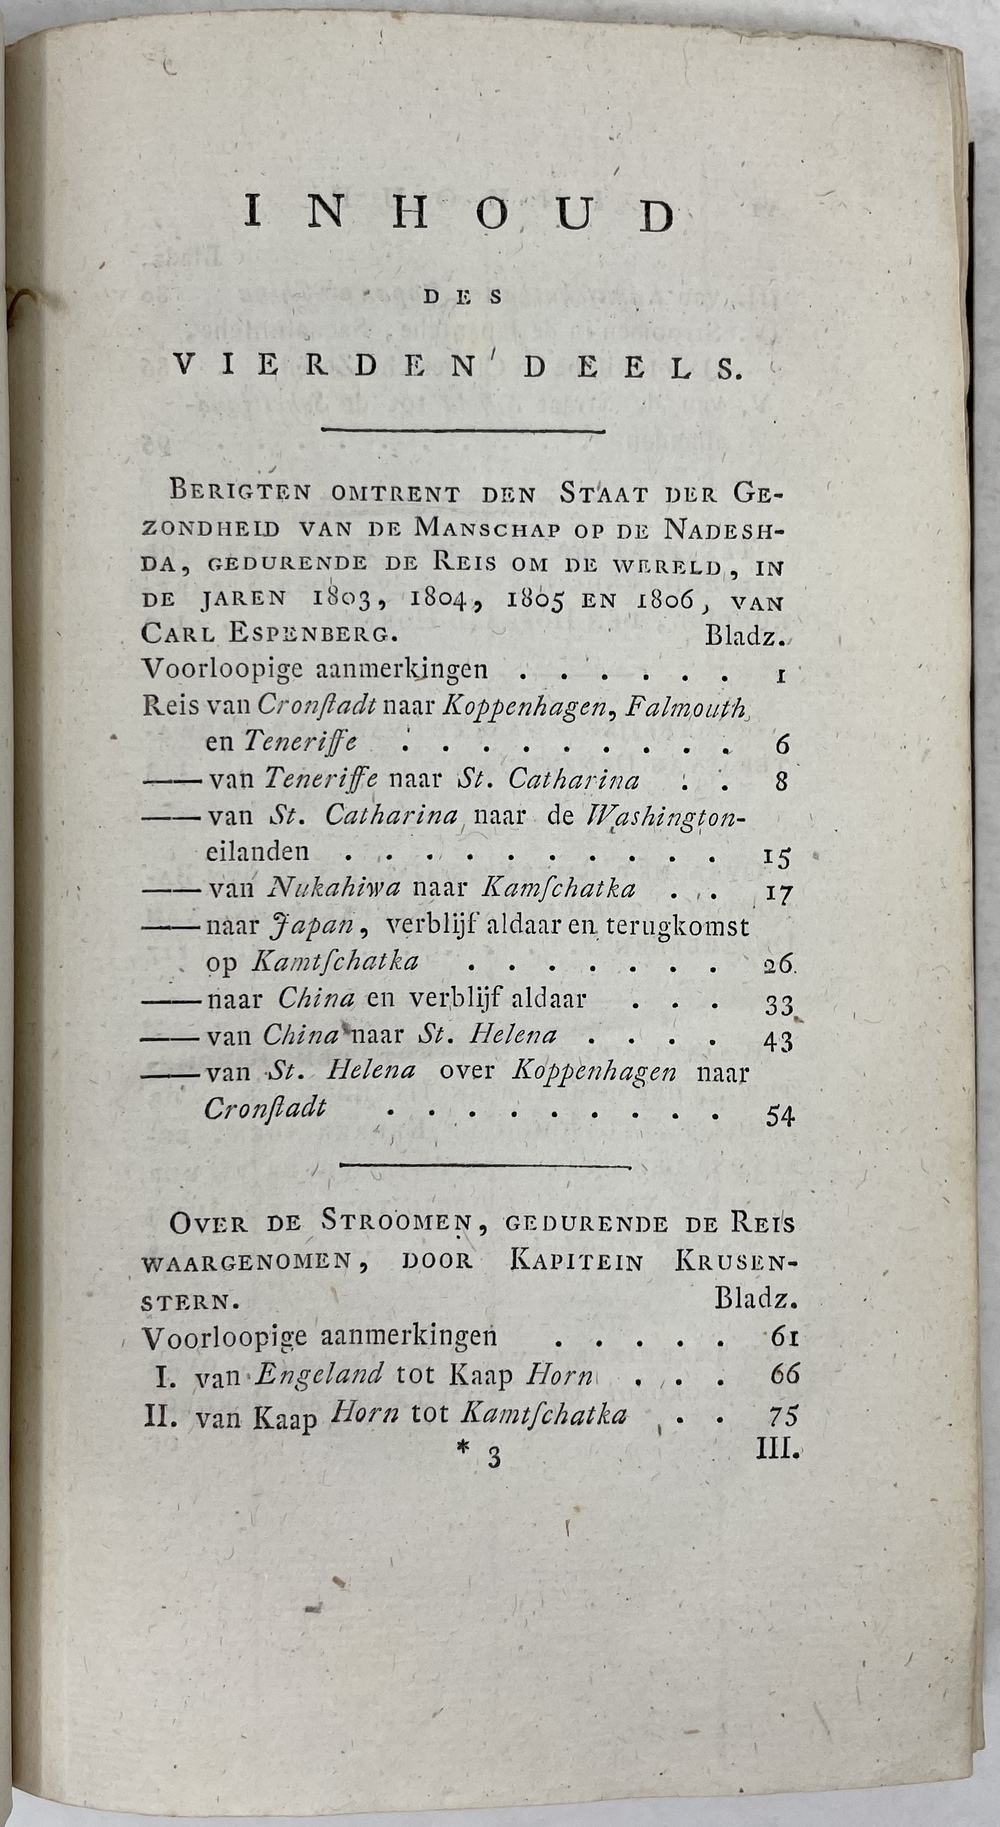 INHOUD
DES
VIERDEN DEELS.
BERIGTEN OMTRENT DEN STAAT DER GE-
ZONDHEID VAN DE MANSCHAP OP DE NADESH-
DA, GEDURENDE DE REIS OM DE WERELD, IN
DE JAREN 1803, 1804, 1805 EN 1806, VAN
CARL ESPENBERG. Bladz.
Voorloopige aanmerkingen . . . . . . 1
Reis van Cronſtadt naar Koppenhagen, Falmouth
en Teneriffe . . . . . . . . . 6
—— van Teneriffe naar St. Catharina . . 8
—— van St. Catharina naar de Washington-
eilanden . . . . . . . . . . 15
—— van Nukahiwa naar Kamſchatka . . . 17
—— naar Japan, verblijf aldaar en terugkomst
op Kamtſchatka . . . . . . . 26
—— naar China en verblijf aldaar . . . 33
—— van China naar St. Helena . . . . 43
—— van St. Helena over Koppenhagen naar
Cronſtadt . . . . . . . . . 54
OVER DE STROOMEN, GEDURENDE DE REIS
WAARGENOMEN, DOOR KAPITEIN KRUSEN-
STERN. Bladz.
Voorloopige aanmerkingen . . . . . 61
I. van Engeland tot Kaap Horn . . . 66
II. van Kaap Horn tot Kamtſchatka . . 75
* 3 III.